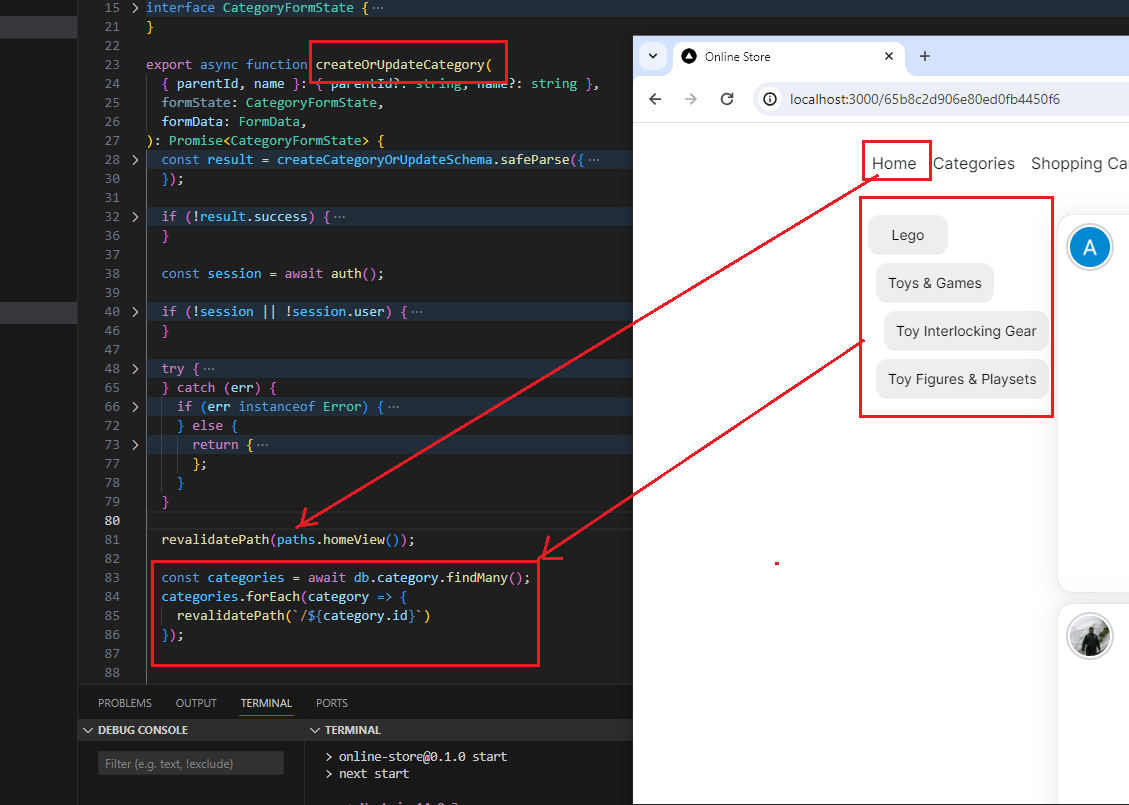 15 interface CategoryFormState { ···
21 }
22
23 export async function createOrUpdateCategory(
24 { parentId, name }: { parentId?: string, name?: string },
25 formState: CategoryFormState,
26 formData: FormData,
27 ): Promise<CategoryFormState> {
28 const result = createCategoryOrUpdateSchema.safeParse({ ···
30 });
31
32 if (!result.success) { ···
36 }
37
38 const session = await auth();
39
40 if (!session || !session.user) { ···
46 }
47
48 try { ···
65 } catch (err) {
66 if (err instanceof Error) { ···
72 } else {
73 return { ···
77 };
78 }
79 }
80
81 revalidatePath(paths.homeView());
82
83 const categories = await db.category.findMany();
84 categories.forEach(category => {
85 revalidatePath(`/${category.id}`)
86 });
87
88
PROBLEMS OUTPUT TERMINAL PORTS
DEBUG CONSOLE
Filter (e.g. text, !exclude)
TERMINAL
> online-store@0.1.0 start
> next start
Online Store
localhost:3000/65b8c2d906e80ed0fb4450f6
Home Categories Shopping Ca
Lego
Toys & Games
Toy Interlocking Gear
Toy Figures & Playsets
A